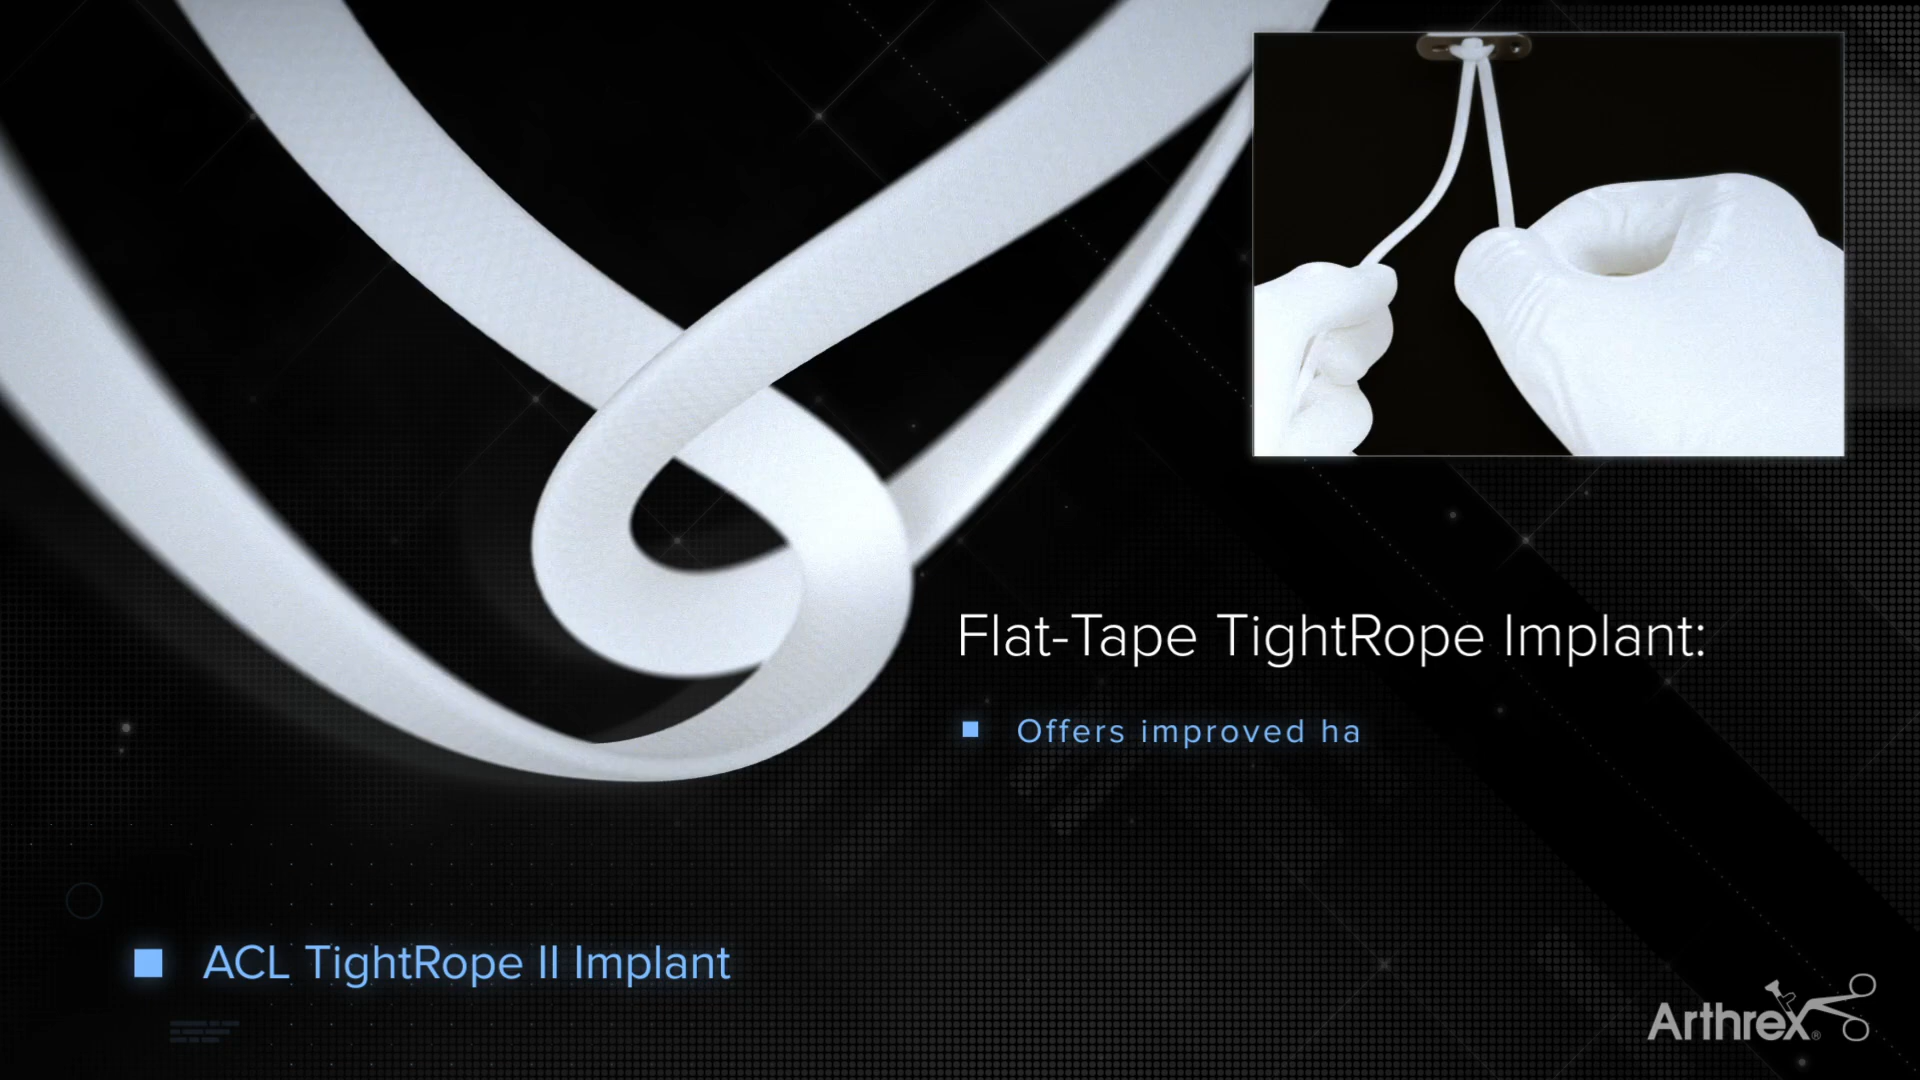 Flat-Tape TightRope Implant:
Offers improved ha
ACL TightRope II Implant
Arthrex®